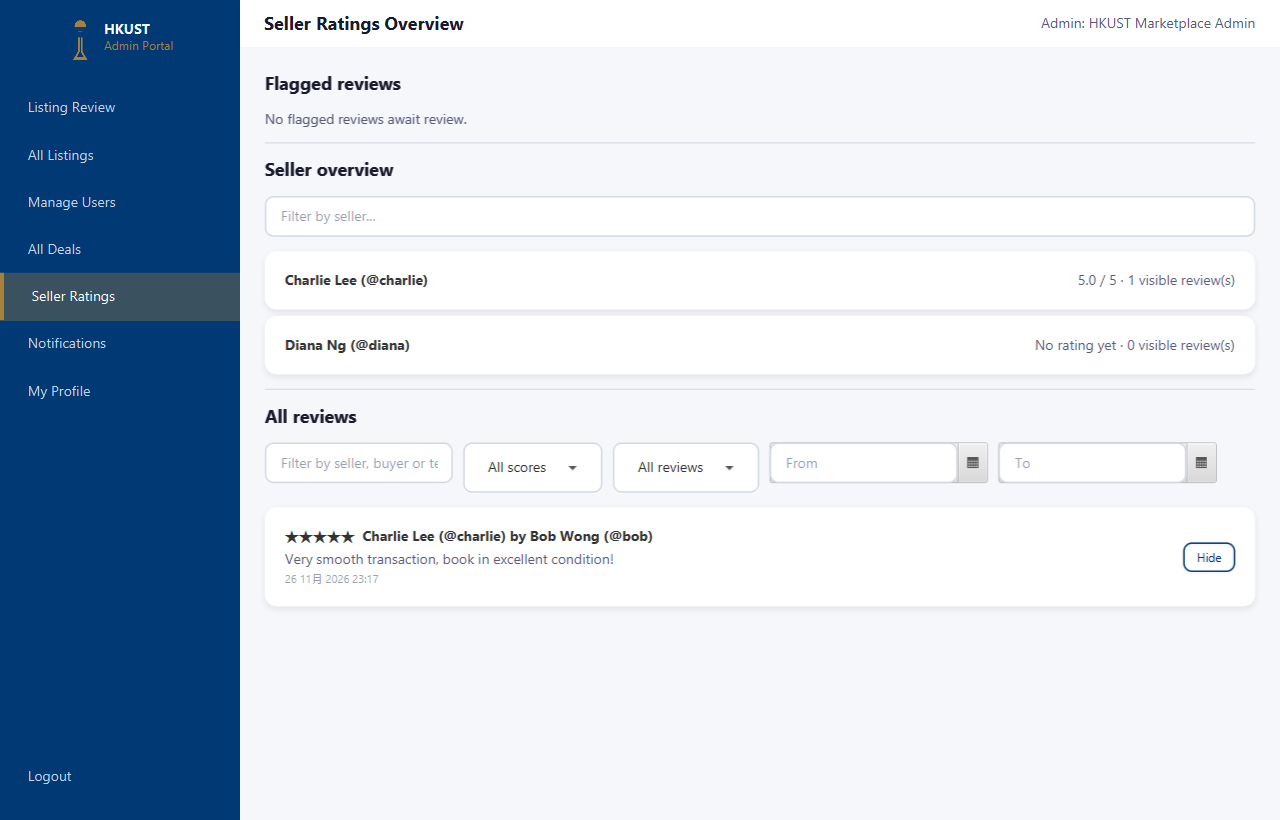 HKUST
Admin Portal
Listing Review
All Listings
Manage Users
All Deals
Seller Ratings
Notifications
My Profile
Logout
Seller Ratings Overview
Admin: HKUST Marketplace Admin
Flagged reviews
No flagged reviews await review.
Seller overview
Filter by seller...
Charlie Lee (@charlie)
5.0 / 5 · 1 visible review(s)
Diana Ng (@diana)
No rating yet · 0 visible review(s)
All reviews
Filter by seller, buyer or te
All scores
All reviews
From
To
★★★★★ Charlie Lee (@charlie) by Bob Wong (@bob)
Very smooth transaction, book in excellent condition!
26 11月 2026 23:17
Hide